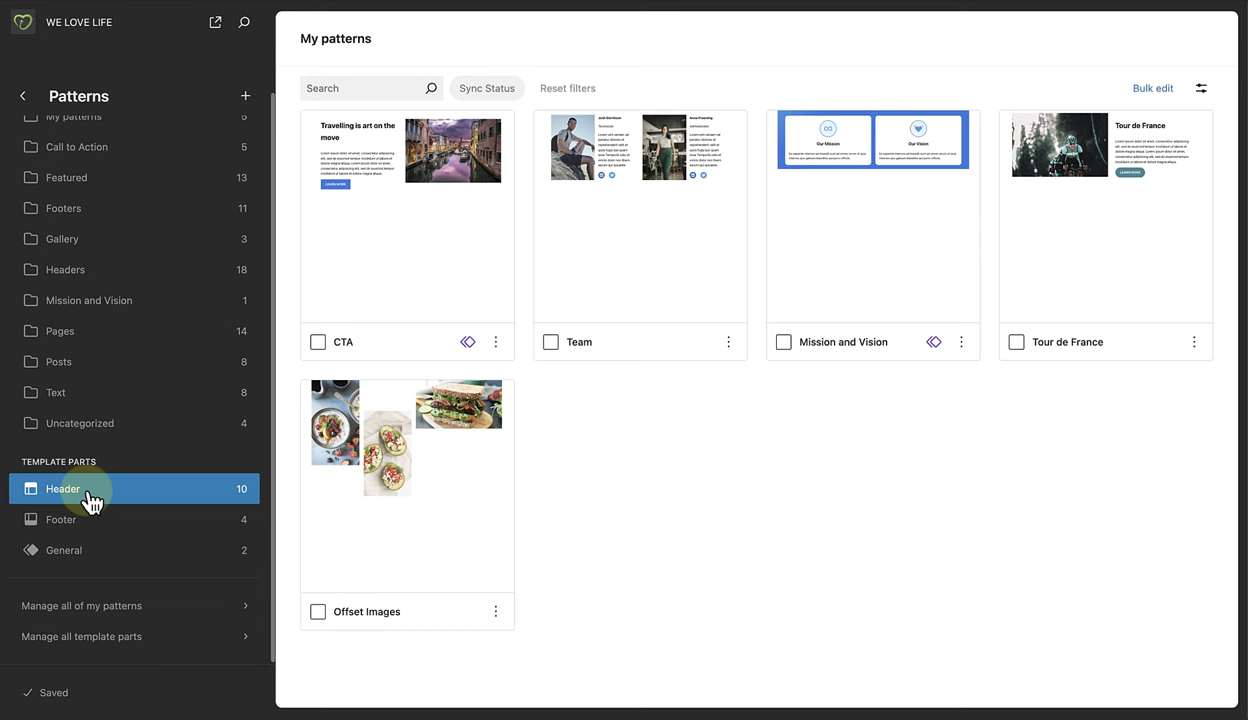 WE LOVE LIFE
Patterns
My patterns 5
Call to Action 5
Featured 13
Footers 11
Gallery 3
Headers 18
Mission and Vision 1
Pages 14
Posts 8
Text 8
Uncategorized 4
TEMPLATE PARTS
Header 10
Footer 4
General 2
Manage all of my patterns
Manage all template parts
Saved
My patterns
Search
Sync Status
Reset filters
Bulk edit
Travelling is art on the
move
LEARN MORE
CTA
Team
Our Mission
Our Vision
Mission and Vision
Tour de France
LEARN MORE
Tour de France
Offset Images